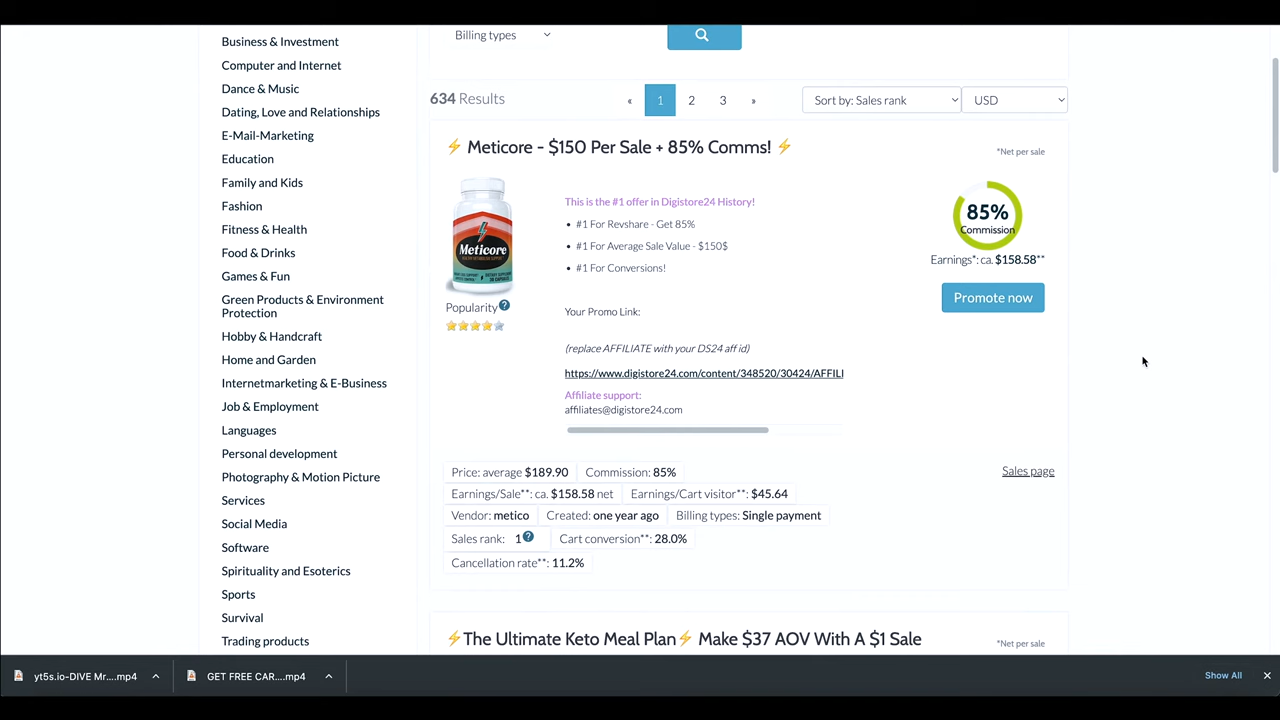 Business & Investment
Computer and Internet
Dance & Music
Dating, Love and Relationships
E-Mail-Marketing
Education
Family and Kids
Fashion
Fitness & Health
Food & Drinks
Games & Fun
Green Products & Environment
Protection
Hobby & Handcraft
Home and Garden
Internetmarketing & E-Business
Job & Employment
Languages
Personal development
Photography & Motion Picture
Services
Social Media
Software
Spirituality and Esoterics
Sports
Survival
Trading products
Billing types
634 Results
« 1 2 3 »
Sort by: Sales rank
USD
⚡ Meticore - $150 Per Sale + 85% Comms! ⚡
*Net per sale
Meticore
Popularity ?
This is the #1 offer in Digistore24 History!
• #1 For Revshare - Get 85%
• #1 For Average Sale Value - $150$
• #1 For Conversions!
Your Promo Link:
(replace AFFILIATE with your DS24 aff id)
https://www.digistore24.com/content/348520/30424/AFFILI
Affiliate support:
affiliates@digistore24.com
85%
Commission
Earnings*: ca. $158.58**
Promote now
Price: average $189.90 Commission: 85%
Earnings/Sale**: ca. $158.58 net Earnings/Cart visitor**: $45.64
Vendor: metico Created: one year ago Billing types: Single payment
Sales rank: 1 ? Cart conversion**: 28.0%
Cancellation rate**: 11.2%
Sales page
⚡The Ultimate Keto Meal Plan⚡ Make $37 AOV With A $1 Sale
*Net per sale
yt5s.io-DIVE Mr....mp4
GET FREE CAR....mp4
Show All